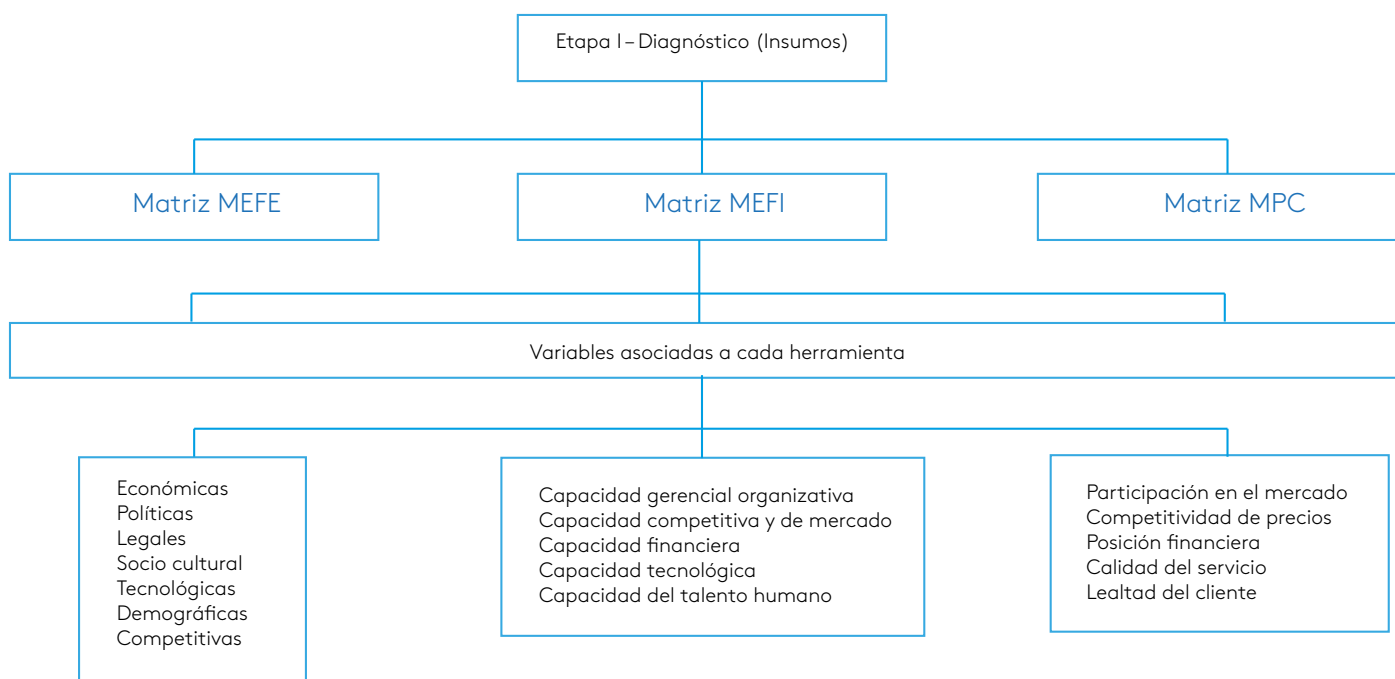 Etapa I – Diagnóstico (Insumos)
Matriz MEFE
Matriz MEFI
Matriz MPC
Variables asociadas a cada herramienta
Económicas
Políticas
Legales
Socio cultural
Tecnológicas
Demográficas
Competitivas
Capacidad gerencial organizativa
Capacidad competitiva y de mercado
Capacidad financiera
Capacidad tecnológica
Capacidad del talento humano
Participación en el mercado
Competitividad de precios
Posición financiera
Calidad del servicio
Lealtad del cliente